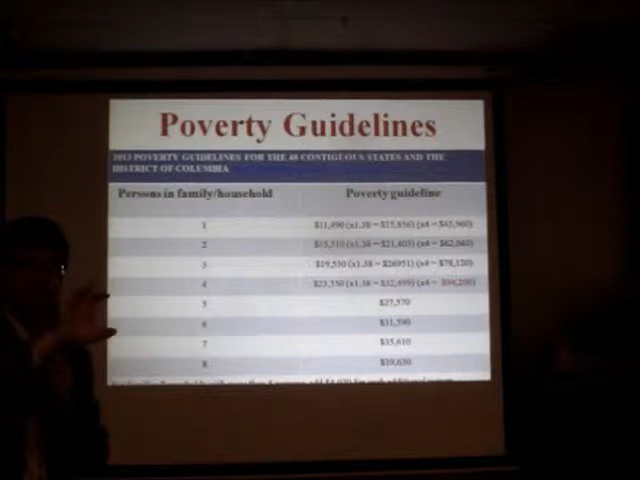 Poverty Guidelines
2013 POVERTY GUIDELINES FOR THE 48 CONTIGUOUS STATES AND THE
DISTRICT OF COLUMBIA
Persons in family/household Poverty guideline
1 $11,490 (x1.38 – $15,856) (x4 – $45,960)
2 $15,510 (x1.38 – $21,403) (x4 – $62,040)
3 $19,530 (x1.38 – $26951) (x4 – $78,120)
4 $23,550 (x1.38 – $32,499) (x4 – $94,200)
5 $27,570
6 $31,590
7 $35,610
8 $39,630